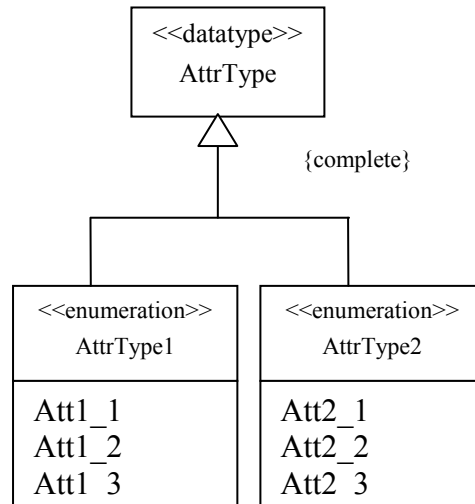 <<datatype>>
AttrType
{complete}
<<enumeration>>
AttrType1
Att1_1
Att1_2
Att1_3
<<enumeration>>
AttrType2
Att2_1
Att2_2
Att2_3